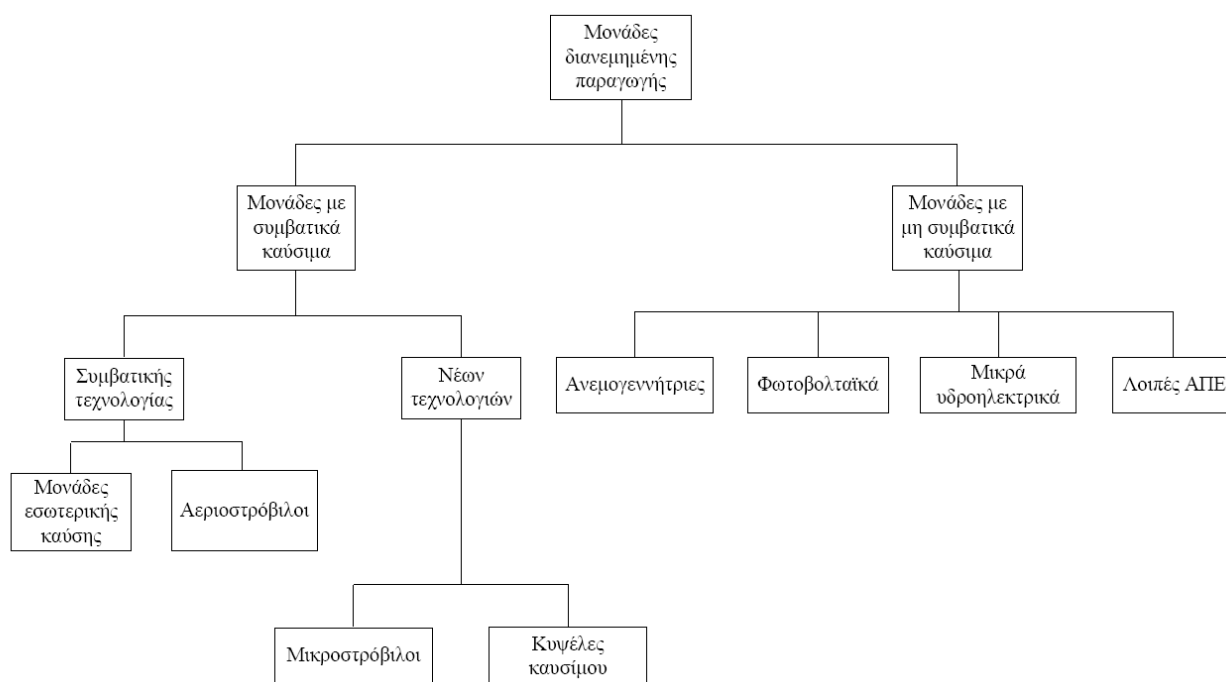 Μονάδες
διανεμημένης
παραγωγής
Μονάδες με
συμβατικά
καύσιμα
Μονάδες με
μη συμβατικά
καύσιμα
Συμβατικής
τεχνολογίας
Νέων
τεχνολογιών
Ανεμογεννήτριες
Φωτοβολταϊκά
Μικρά
υδροηλεκτρικά
Λοιπές ΑΠΕ
Μονάδες
εσωτερικής
καύσης
Αεριοστρόβιλοι
Μικροστρόβιλοι
Κυψέλες
καυσίμου